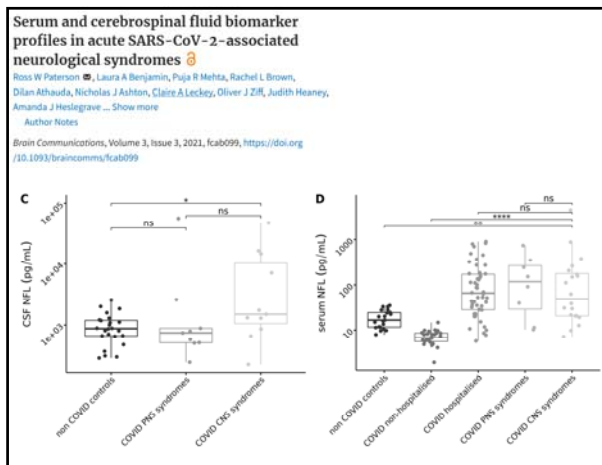 Serum and cerebrospinal fluid biomarker
profiles in acute SARS-CoV-2-associated
neurological syndromes
Ross W Paterson, Laura A Benjamin, Puja R Mehta, Rachel L Brown,
Dilan Athauda, Nicholas J Ashton, Claire A Leckey, Oliver J Ziff, Judith Heaney,
Amanda J Heslegrave ... Show more
Author Notes
Brain Communications, Volume 3, Issue 3, 2021, fcab099, https://doi.org
/10.1093/braincomms/fcab099
C
*
ns
ns
1e+05
1e+04
1e+03
CSF NFL (pg/mL)
non COVID controls
COVID PNS syndromes
COVID CNS syndromes
D
ns
ns
****
**
1000
100
10
serum NFL (pg/mL)
non COVID controls
COVID non-hospitalised
COVID hospitalised
COVID PNS syndromes
COVID CNS syndromes